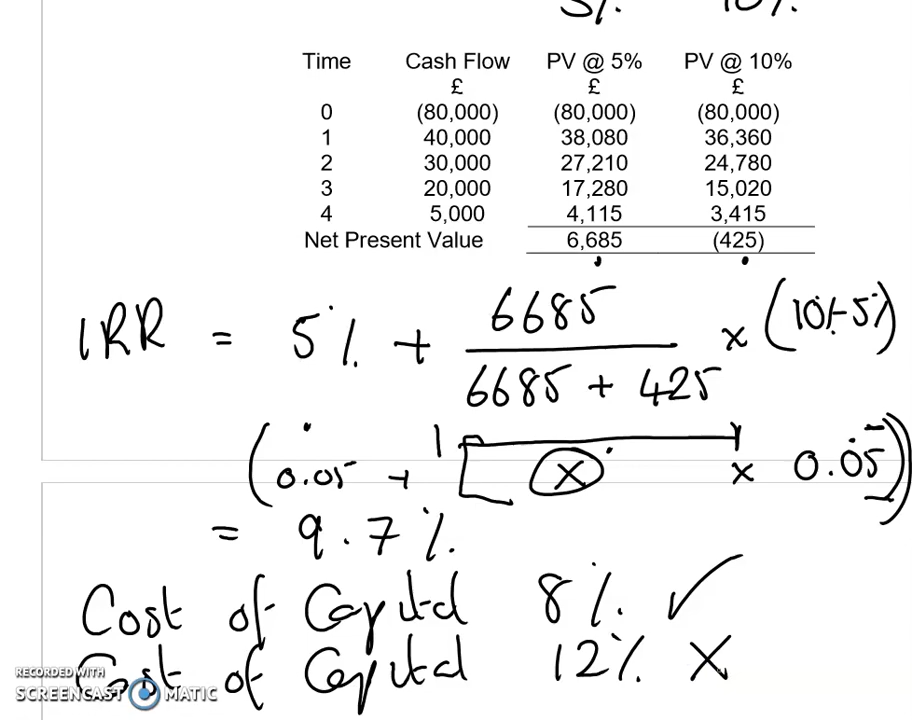 5% 10%
Time Cash Flow PV @ 5% PV @ 10%
£ £ £
0 (80,000) (80,000) (80,000)
1 40,000 38,080 36,360
2 30,000 27,210 24,780
3 20,000 17,280 15,020
4 5,000 4,115 3,415
Net Present Value 6,685 (425)
IRR = 5% + 6685 / 6685 + 425 × (10%-5%)
(0.05 + [ × × 0.05)
= 9.7%
Cost of Capital 8% ✓
Cost of Capital 12% X
RECORDED WITH
SCREENCAST O MATIC